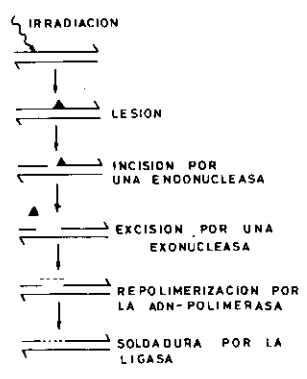 IRRADIACION
LESION
INCISION POR
UNA ENDONUCLEASA
EXCISION POR UNA
EXONUCLEASA
REPOLIMERIZACION POR
LA ADN-POLIMERASA
SOLDADURA POR LA
LIGASA